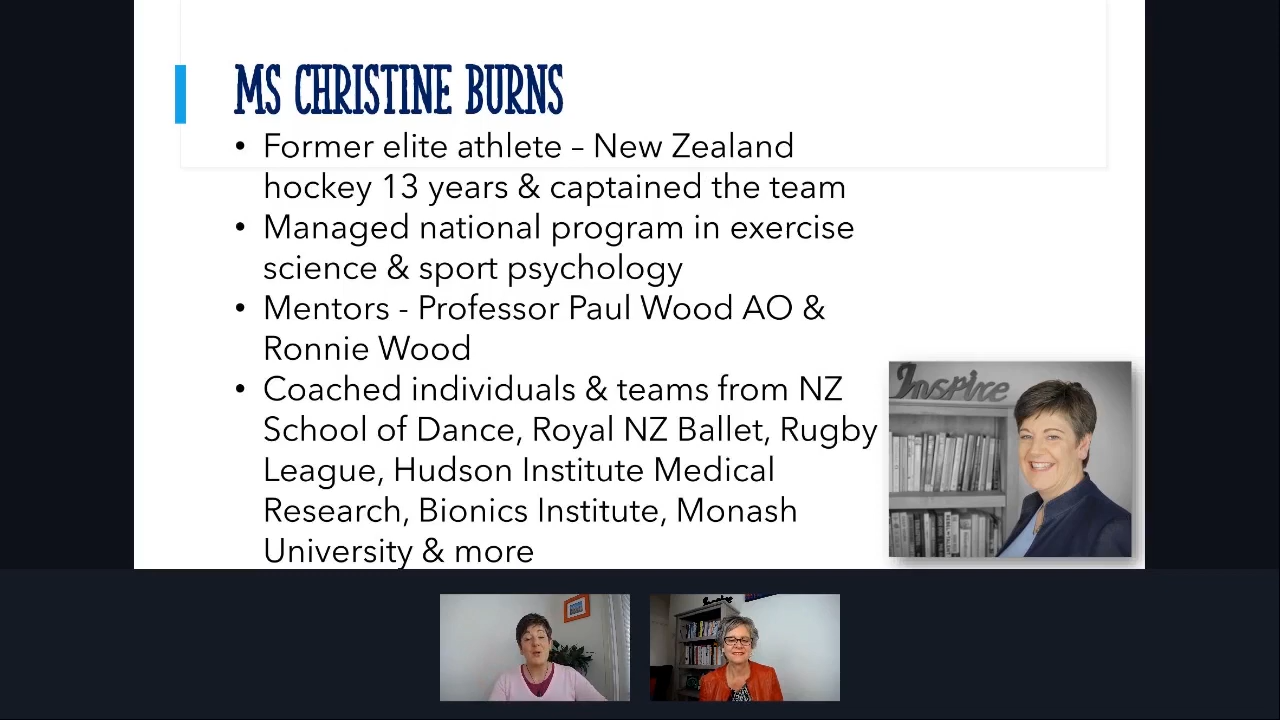 MS CHRISTINE BURNS
• Former elite athlete – New Zealand
hockey 13 years & captained the team
• Managed national program in exercise
science & sport psychology
• Mentors - Professor Paul Wood AO &
Ronnie Wood
• Coached individuals & teams from NZ
School of Dance, Royal NZ Ballet, Rugby
League, Hudson Institute Medical
Research, Bionics Institute, Monash
University & more
Inspire